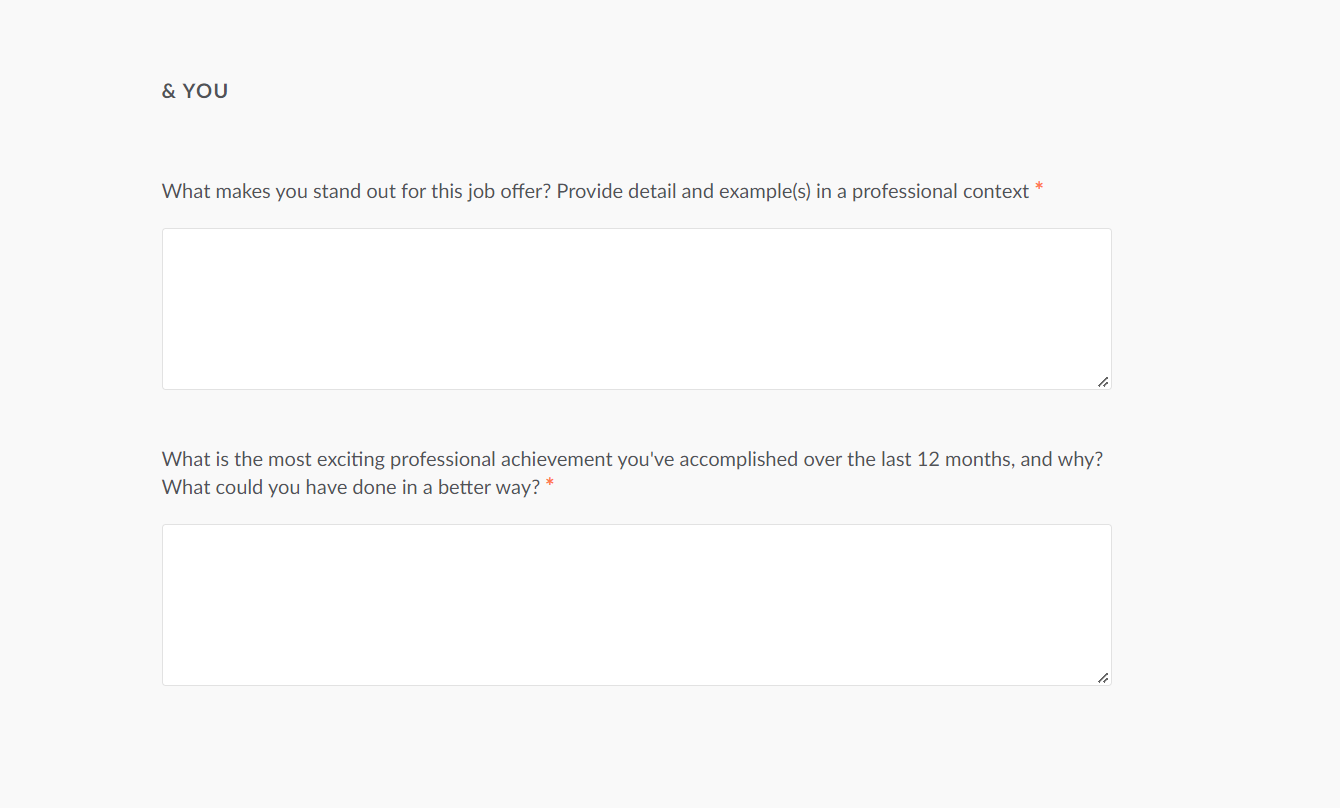 & YOU
What makes you stand out for this job offer? Provide detail and example(s) in a professional context *
What is the most exciting professional achievement you've accomplished over the last 12 months, and why?
What could you have done in a better way? *